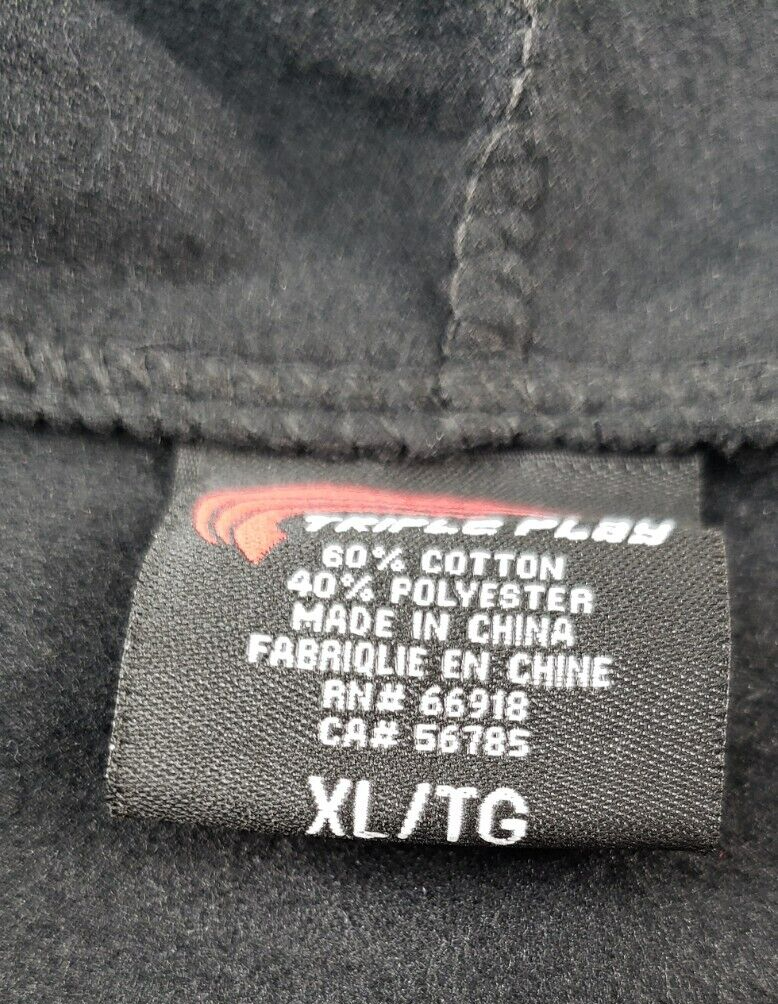 TRIPLE PLAY
60% COTTON
40% POLYESTER
MADE IN CHINA
FABRIQLIE EN CHINE
RN# 66918
CA# 56785
XL/TG